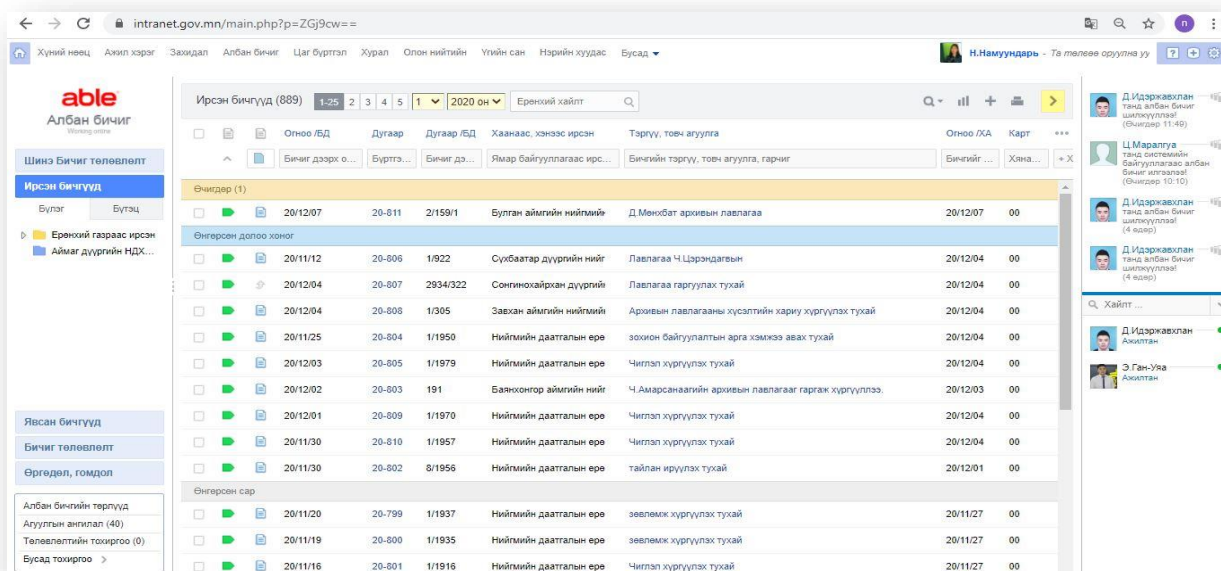 intranet.gov.mn/main.php?p=ZGj9cw==
п
Хүний нөөц Ажил хэрэг Захидал Албан бичиг Цаг бүртгэл Хурал Олон нийтийн Үгийн сан Нэрийн хуудас Бусад
Н.Намуундарь - Та төлөвөө оруулна уу
able
Албан бичиг
Working online
Шинэ Бичиг төлөвлөлт
Ирсэн бичгүүд
Бүлэг Бүтэц
Ерөнхий газраас ирсэн
Аймаг дүүргийн НДХ...
Явсан бичгүүд
Бичиг төлөвлөлт
Өргөдөл, гомдол
Албан бичгийн төрлүүд
Агуулгын ангилал (40)
Төлөвлөлтийн тохиргоо (0)
Бусад тохиргоо >
Ирсэн бичгүүд (889) 1-25 2 3 4 5 1 2020 он Ерөнхий хайлт
Огноо /БД Дугаар Дугаар /БД Хаанаас, хэнээс ирсэн Тэргүү, товч агуулга Огноо /ХА Карт
Бичиг дээрх о... Бүртгэ... Бичиг дэ... Ямар байгууллагаас ирс... Бичгийн тэргүү, товч агуулга, гарчиг Бичгийг ... Хяна... + Х
Өчигдөр (1)
20/12/07 20-811 2/159/1 Булган аймгийн нийгмийн Д.Мөнхбат архивын лавлагаа 20/12/07 00
Өнгөрсөн долоо хоног
20/11/12 20-806 1/922 Сүхбаатар дүүргийн нийг Лавлагаа Ч.Цэрэндагвын 20/12/04 00
20/12/04 20-807 2934/322 Сонгинохайрхан дүүргийн Лавлагаа гаргуулах тухай 20/12/04 00
20/12/04 20-808 1/305 Завхан аймгийн нийгмийн Архивын лавлагааны хүсэлтийн хариу хүргүүлэх тухай 20/12/04 00
20/11/25 20-804 1/1950 Нийгмийн даатгалын ерө зохион байгуулалтын арга хэмжээ авах тухай 20/12/04 00
20/12/03 20-805 1/1979 Нийгмийн даатгалын ерө Чиглэл хүргүүлэх тухай 20/12/04 00
20/12/02 20-803 191 Баянхонгор аймгийн нийг Ч.Амарсанаагийн архивын лавлагааг гаргаж хүргүүллээ. 20/12/03 00
20/12/01 20-809 1/1970 Нийгмийн даатгалын ерө Чиглэл хүргүүлэх тухай 20/12/04 00
20/11/30 20-810 1/1957 Нийгмийн даатгалын ерө Чиглэл хүргүүлэх тухай 20/12/04 00
20/11/30 20-802 8/1956 Нийгмийн даатгалын ерө тайлан ирүүлэх тухай 20/12/01 00
Өнгөрсөн сар
20/11/20 20-799 1/1937 Нийгмийн даатгалын ерө зөвлөмж хүргүүлэх тухай 20/11/27 00
20/11/19 20-800 1/1935 Нийгмийн даатгалын ерө зөвлөмж хүргүүлэх тухай 20/11/27 00
20/11/16 20-801 1/1916 Нийгмийн даатгалын ерө Чиглэл хүргүүлэх тухай 20/11/27 00
Д.Идэржавхлан
танд албан бичиг
шилжүүллээ!
(Өчигдөр 11:49)
Ц.Маралгуа
танд системийн
байгууллагаас албан
бичиг илгээлээ!
(Өчигдөр 10:10)
Д.Идэржавхлан
танд албан бичиг
шилжүүллээ!
(4 өдөр)
Д.Идэржавхлан
танд албан бичиг
шилжүүллээ!
(4 өдөр)
Хайлт ...
Д.Идэржавхлан
Ажилтан
Э.Ган-Уяа
Ажилтан